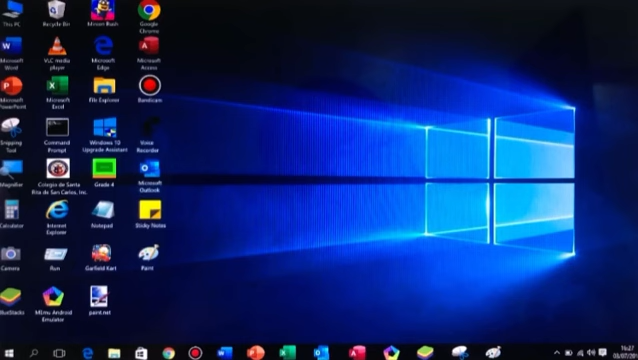 This PC
Recycle Bin
Minion Rush
Google
Chrome
Microsoft
Word
VLC media
player
Microsoft
Edge
Microsoft
Access
Microsoft
PowerPoint
Microsoft
Excel
File Explorer
Bandicam
Snipping
Tool
Command
Prompt
Windows 10
Upgrade Assistant
Voice
Recorder
Magnifier
Colegio de Santa
Rita de San Carlos, Inc.
Grade 4
Microsoft
Outlook
Calculator
Internet
Explorer
Notepad
Sticky Notes
Camera
Run
Garfield Kart
Paint
BlueStacks
MEmu Android
Emulator
paint.net
16:27